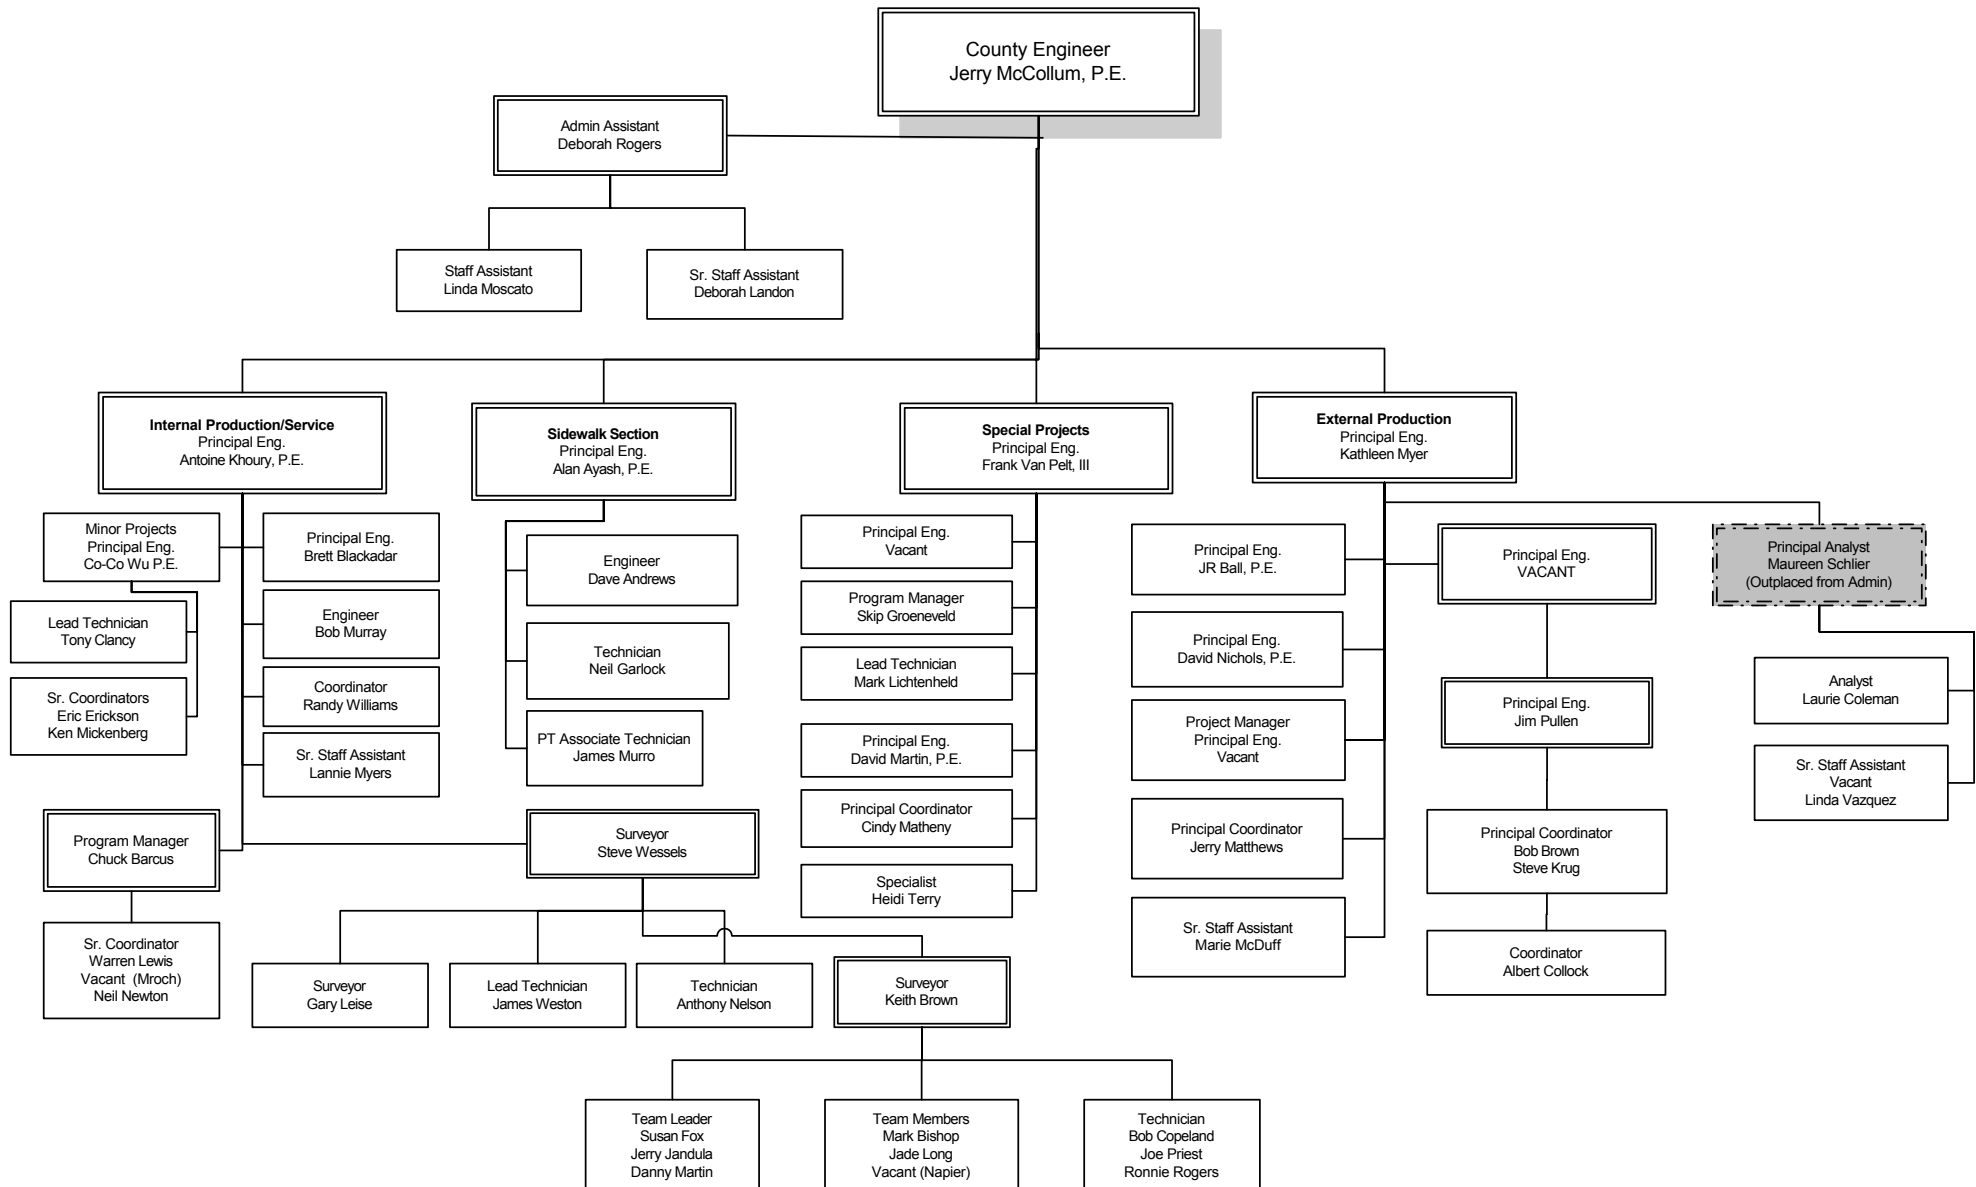 County Engineer
Jerry McCollum, P.E.
Admin Assistant
Deborah Rogers
Staff Assistant
Linda Moscato
Sr. Staff Assistant
Deborah Landon
Internal Production/Service
Principal Eng.
Antoine Khoury, P.E.
Sidewalk Section
Principal Eng.
Alan Ayash, P.E.
Special Projects
Principal Eng.
Frank Van Pelt, III
External Production
Principal Eng.
Kathleen Myer
Minor Projects
Principal Eng.
Co-Co Wu P.E.
Lead Technician
Tony Clancy
Sr. Coordinators
Eric Erickson
Ken Mickenberg
Principal Eng.
Brett Blackadar
Engineer
Bob Murray
Coordinator
Randy Williams
Sr. Staff Assistant
Lannie Myers
Program Manager
Chuck Barcus
Sr. Coordinator
Warren Lewis
Vacant (Mroch)
Neil Newton
Engineer
Dave Andrews
Technician
Neil Garlock
PT Associate Technician
James Murro
Surveyor
Steve Wessels
Surveyor
Gary Leise
Lead Technician
James Weston
Technician
Anthony Nelson
Surveyor
Keith Brown
Team Leader
Susan Fox
Jerry Jandula
Danny Martin
Team Members
Mark Bishop
Jade Long
Vacant (Napier)
Technician
Bob Copeland
Joe Priest
Ronnie Rogers
Principal Eng.
Vacant
Program Manager
Skip Groeneveld
Lead Technician
Mark Lichtenheld
Principal Eng.
David Martin, P.E.
Principal Coordinator
Cindy Matheny
Specialist
Heidi Terry
Principal Eng.
JR Ball, P.E.
Principal Eng.
David Nichols, P.E.
Project Manager
Principal Eng.
Vacant
Principal Coordinator
Jerry Matthews
Sr. Staff Assistant
Marie McDuff
Principal Eng.
VACANT
Principal Eng.
Jim Pullen
Principal Coordinator
Bob Brown
Steve Krug
Coordinator
Albert Collock
Principal Analyst
Maureen Schlier
(Outplaced from Admin)
Analyst
Laurie Coleman
Sr. Staff Assistant
Vacant
Linda Vazquez